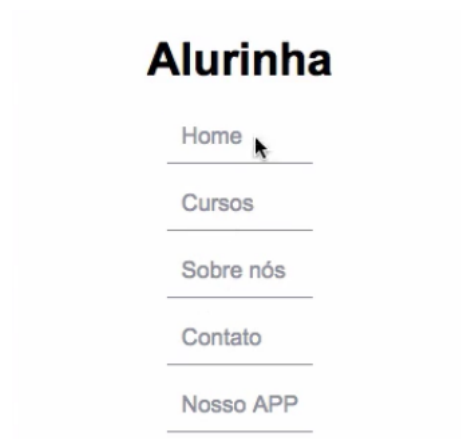 Alurinha
Home
Cursos
Sobre nós
Contato
Nosso APP